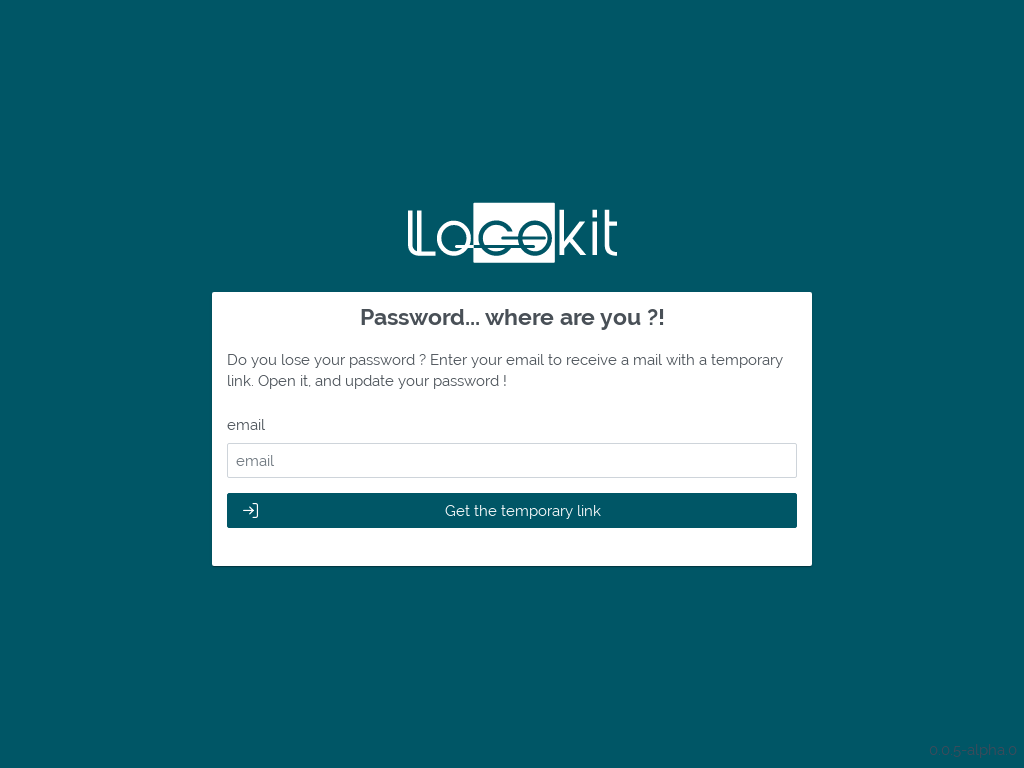 Locokit
Password... where are you ?!
Do you lose your password ? Enter your email to receive a mail with a temporary
link. Open it, and update your password !
email
email
Get the temporary link
0.0.5-alpha.0